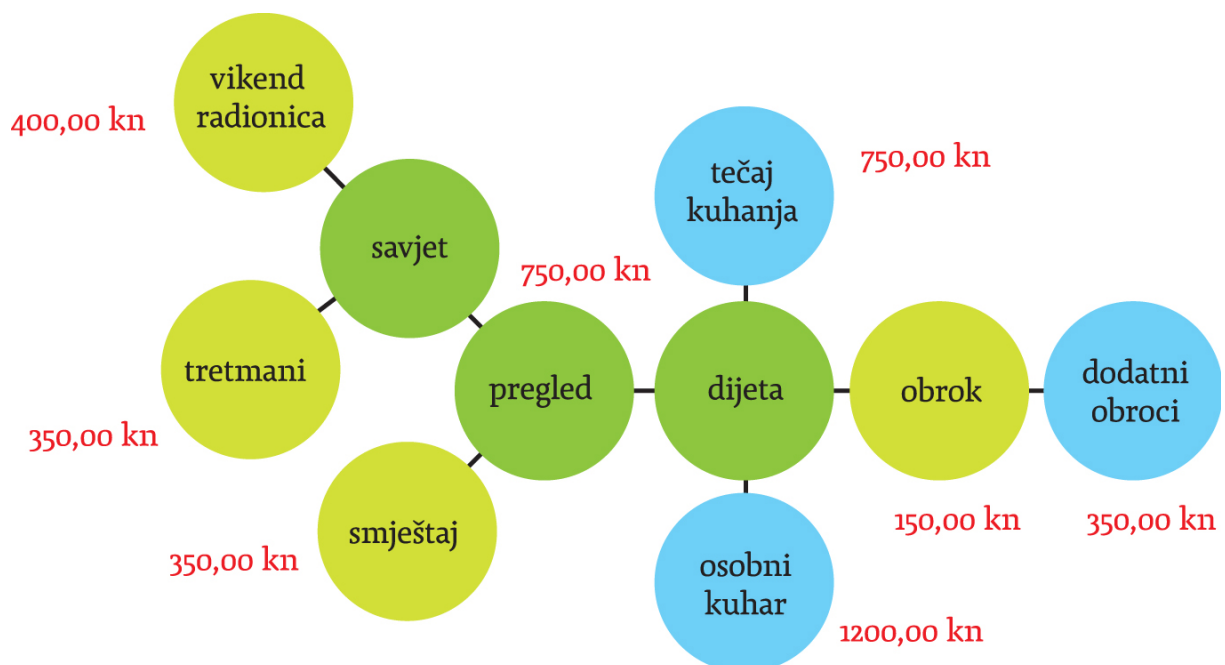 vikend
radionica
400,00 kn
tečaj
kuhanja
750,00 kn
savjet
750,00 kn
tretmani
350,00 kn
pregled
dijeta
obrok
dodatni
obroci
150,00 kn
350,00 kn
smještaj
350,00 kn
osobni
kuhar
1200,00 kn